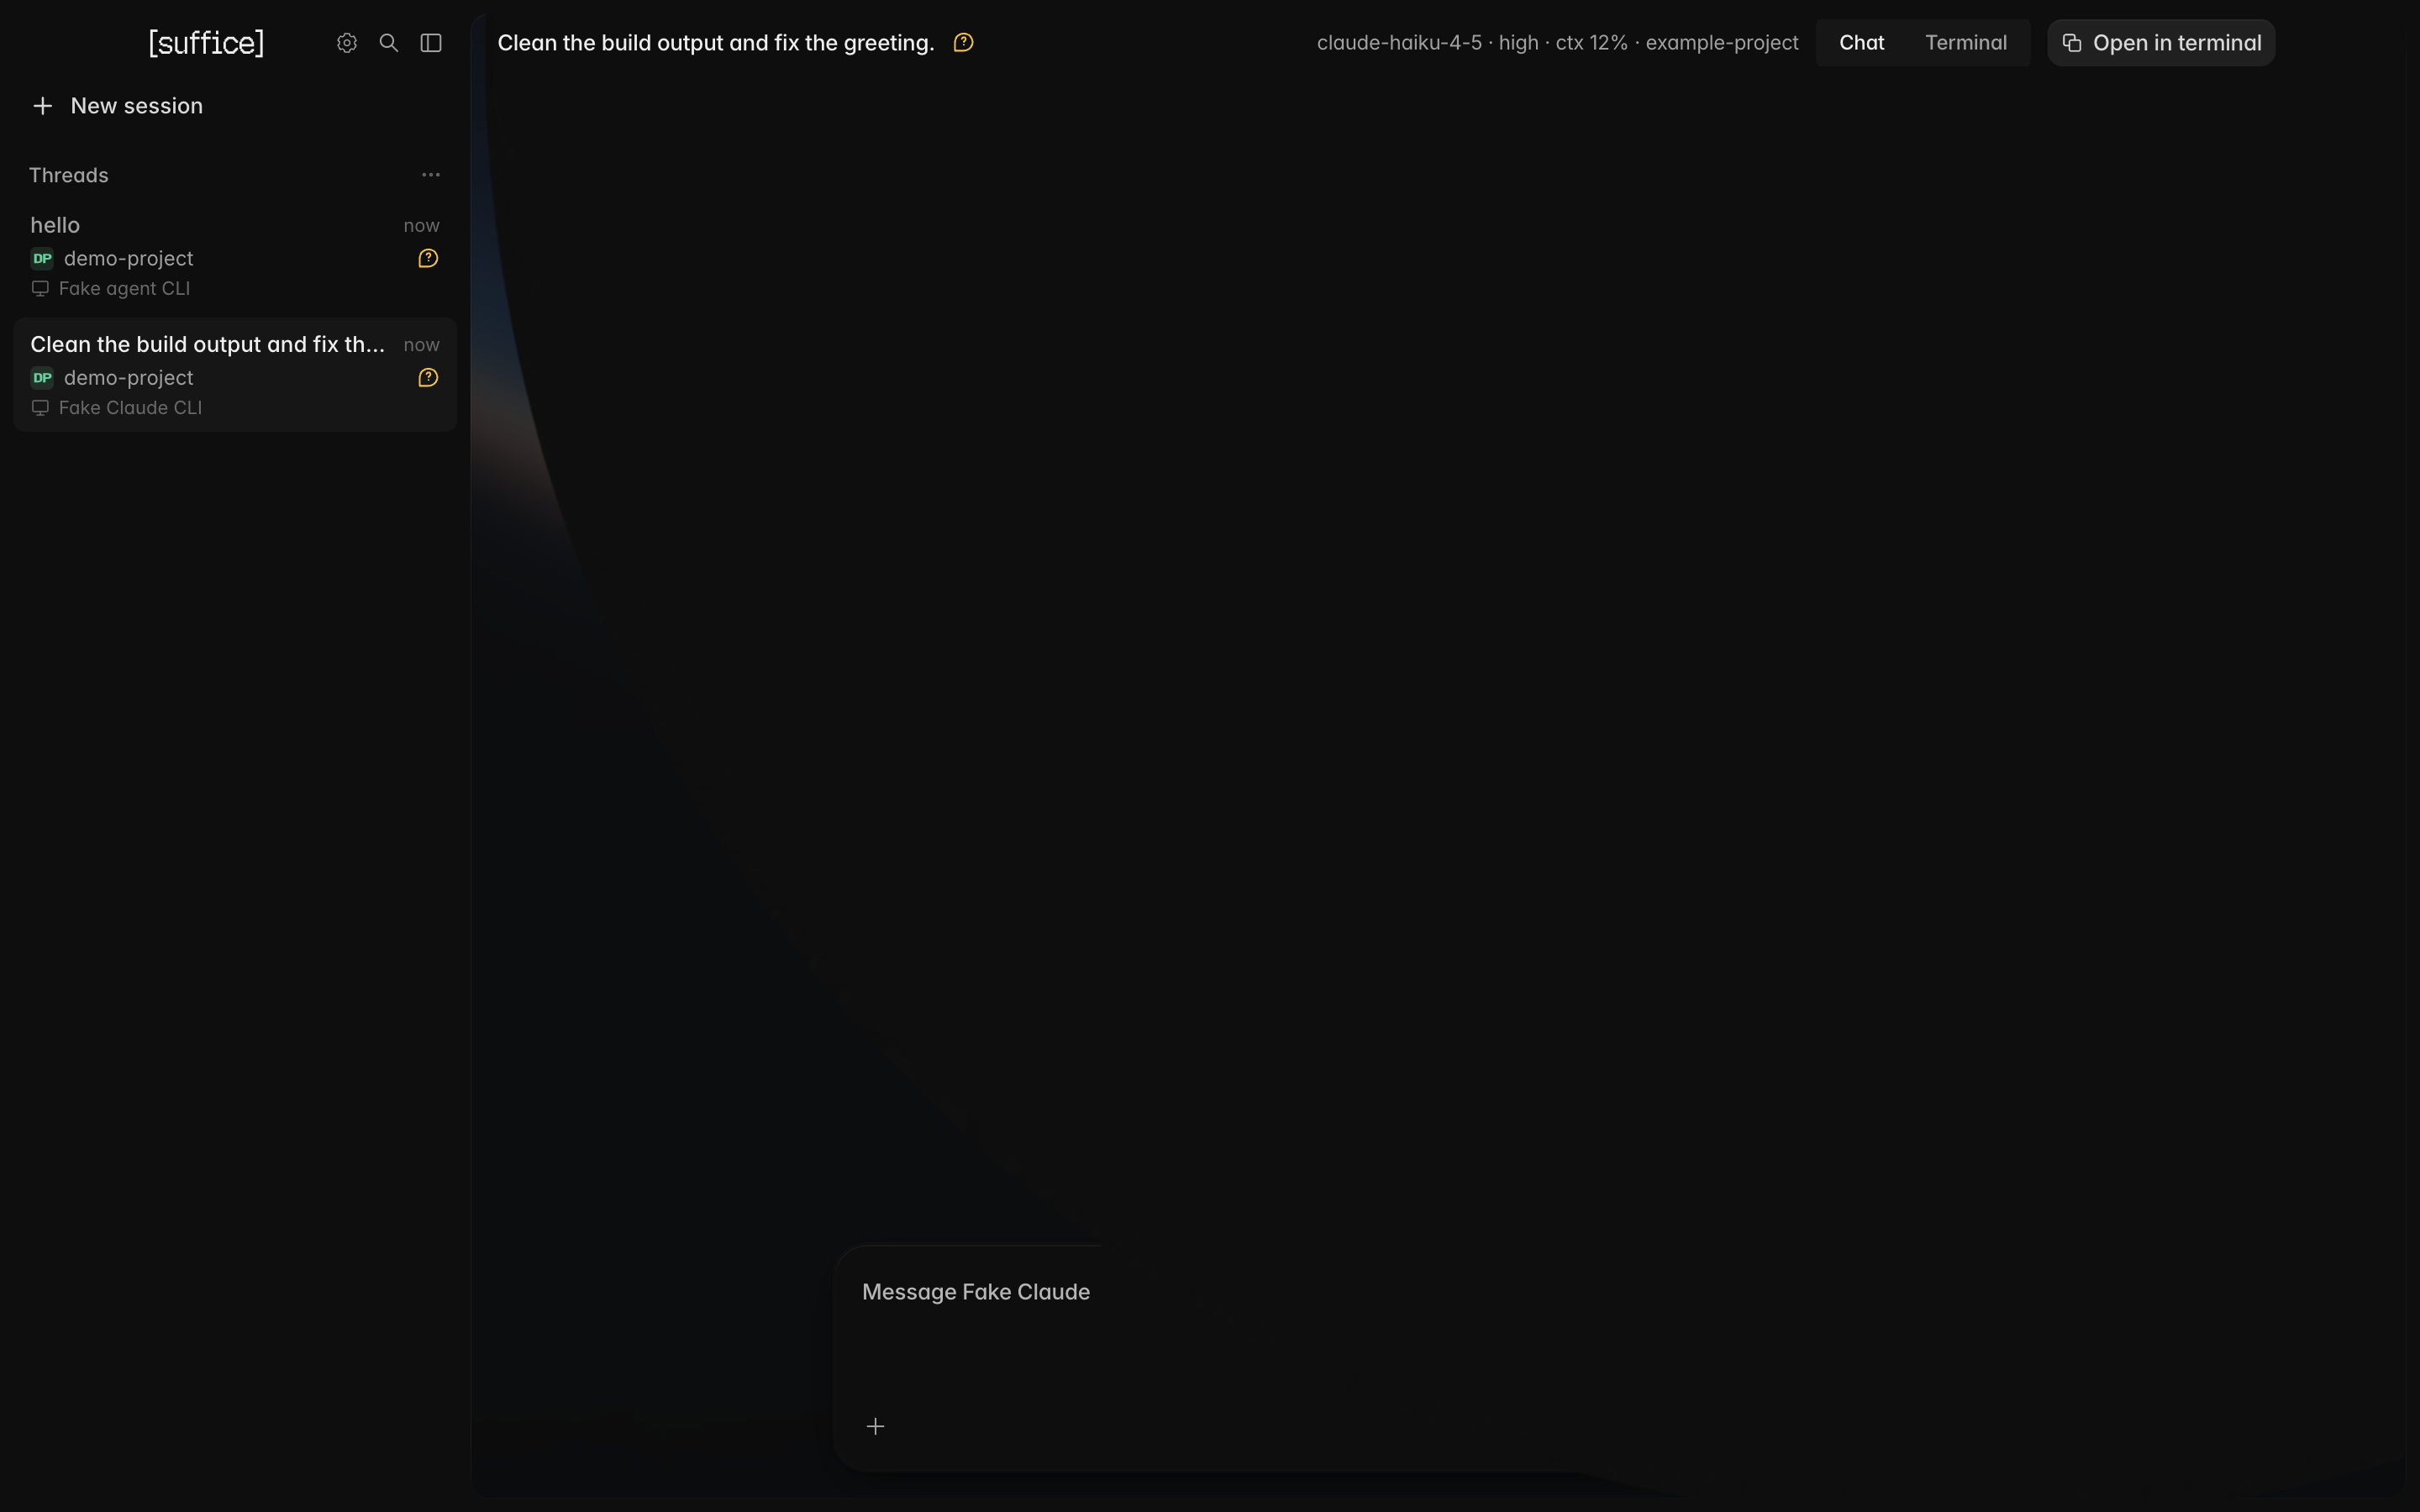 [suffice]
New session
Threads
hello
now
DP
demo-project
Fake agent CLI
Clean the build output and fix th...
now
DP
demo-project
Fake Claude CLI
Clean the build output and fix the greeting.
claude-haiku-4-5 · high · ctx 12% · example-project
Chat
Terminal
Open in terminal
Message Fake Claude